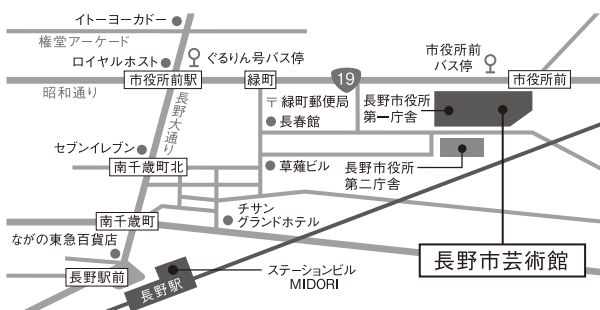 イトーヨーカドー
権堂アーケード
ロイヤルホスト
ぐるりん号バス停
市役所前
バス停
市役所前駅
緑町
19
市役所前
昭和通り
長野大通り
〒緑町郵便局
長春館
長野市役所
第一庁舎
セブンイレブン
南千歳町北
草薙ビル
長野市役所
第二庁舎
南千歳町
チサン
グランドホテル
ながの東急百貨店
長野市芸術館
長野駅前
長野駅
ステーションビル
MIDORI